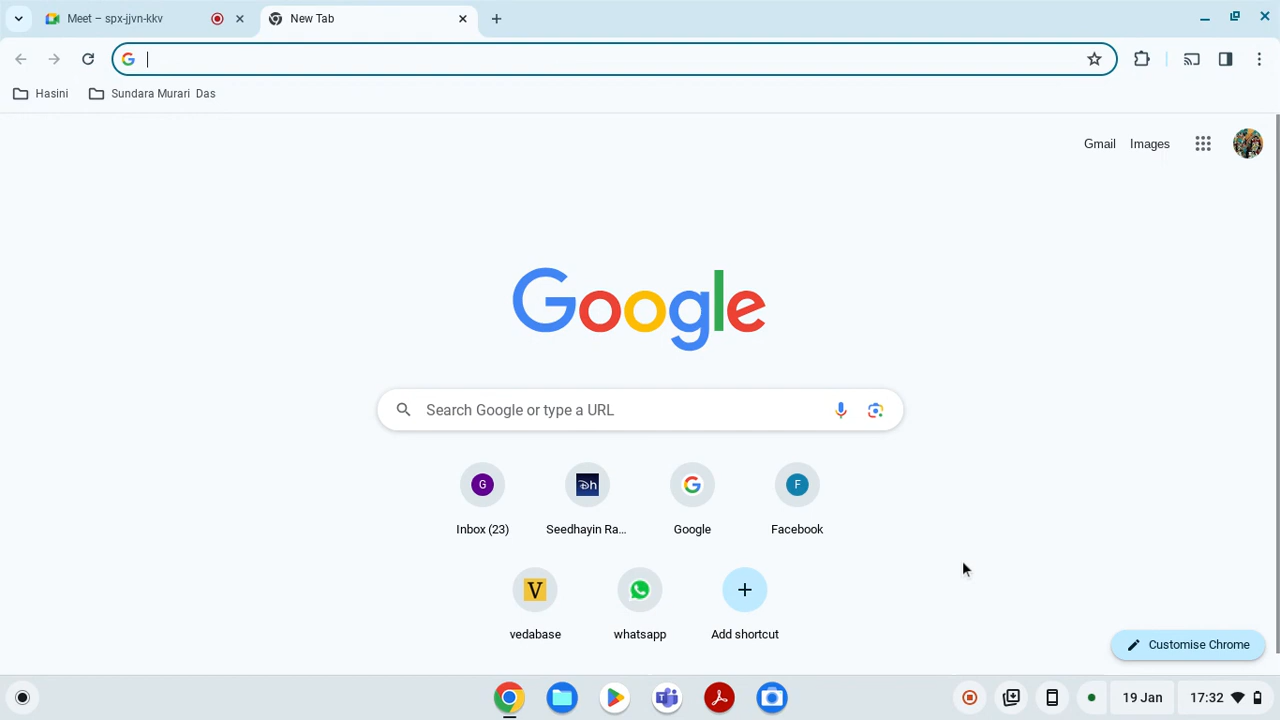 Meet – spx-jjvn-kkv
New Tab
Hasini
Sundara Murari Das
Gmail
Images
Google
Search Google or type a URL
G
Dh
G
F
Inbox (23)
Seedhayin Ra...
Google
Facebook
V
vedabase
whatsapp
Add shortcut
Customise Chrome
19 Jan
17:32